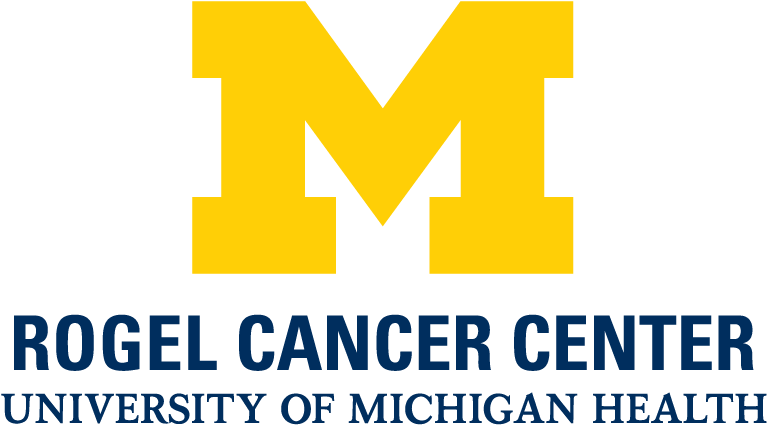 M
ROGEL CANCER CENTER
UNIVERSITY OF MICHIGAN HEALTH